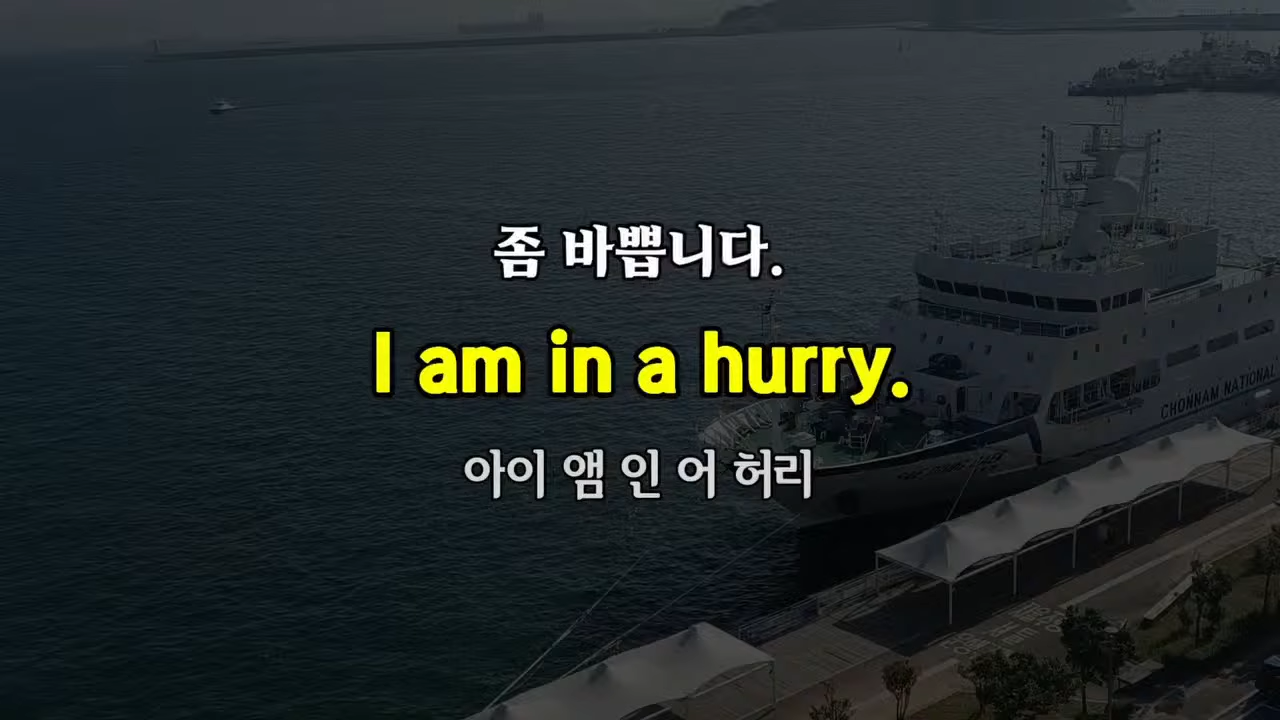 좀 바쁩니다.
I am in a hurry.
아이 앰 인 어 허리
CHONNAM NATIONAL